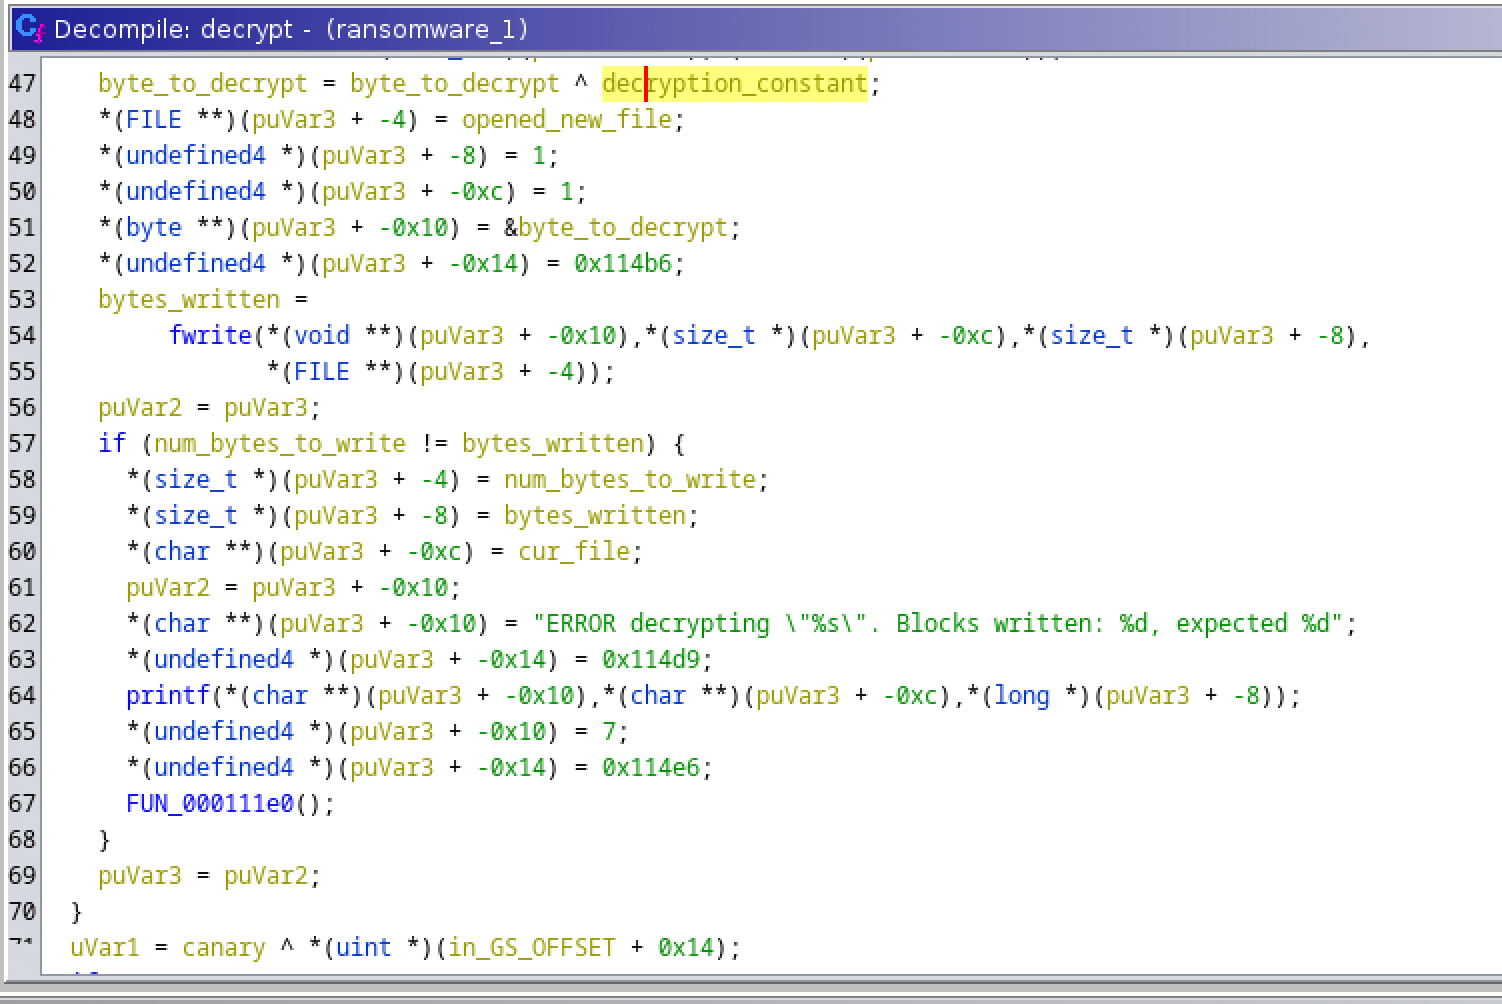 Decompile: decrypt - (ransomware_1)
47 byte_to_decrypt = byte_to_decrypt ^ decryption_constant;
48 *(FILE **)(puVar3 + -4) = opened_new_file;
49 *(undefined4 *)(puVar3 + -8) = 1;
50 *(undefined4 *)(puVar3 + -0xc) = 1;
51 *(byte **)(puVar3 + -0x10) = &byte_to_decrypt;
52 *(undefined4 *)(puVar3 + -0x14) = 0x114b6;
53 bytes_written =
54 fwrite(*(void **)(puVar3 + -0x10),*(size_t *)(puVar3 + -0xc),*(size_t *)(puVar3 + -8),
55 *(FILE **)(puVar3 + -4));
56 puVar2 = puVar3;
57 if (num_bytes_to_write != bytes_written) {
58 *(size_t *)(puVar3 + -4) = num_bytes_to_write;
59 *(size_t *)(puVar3 + -8) = bytes_written;
60 *(char **)(puVar3 + -0xc) = cur_file;
61 puVar2 = puVar3 + -0x10;
62 *(char **)(puVar3 + -0x10) = "ERROR decrypting \"%s\". Blocks written: %d, expected %d";
63 *(undefined4 *)(puVar3 + -0x14) = 0x114d9;
64 printf(*(char **)(puVar3 + -0x10),*(char **)(puVar3 + -0xc),*(long *)(puVar3 + -8));
65 *(undefined4 *)(puVar3 + -0x10) = 7;
66 *(undefined4 *)(puVar3 + -0x14) = 0x114e6;
67 FUN_000111e0();
68 }
69 puVar3 = puVar2;
70 }
71 uVar1 = canary ^ *(uint *)(in_GS_OFFSET + 0x14);